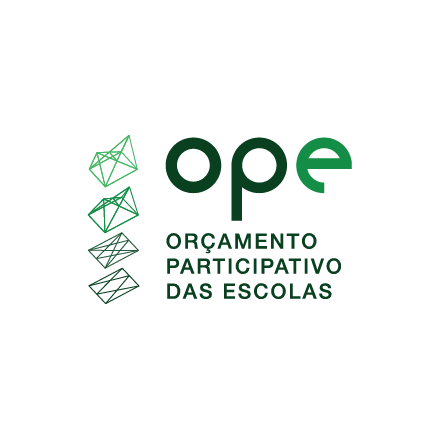 ope
ORÇAMENTO
PARTICIPATIVO
DAS ESCOLAS